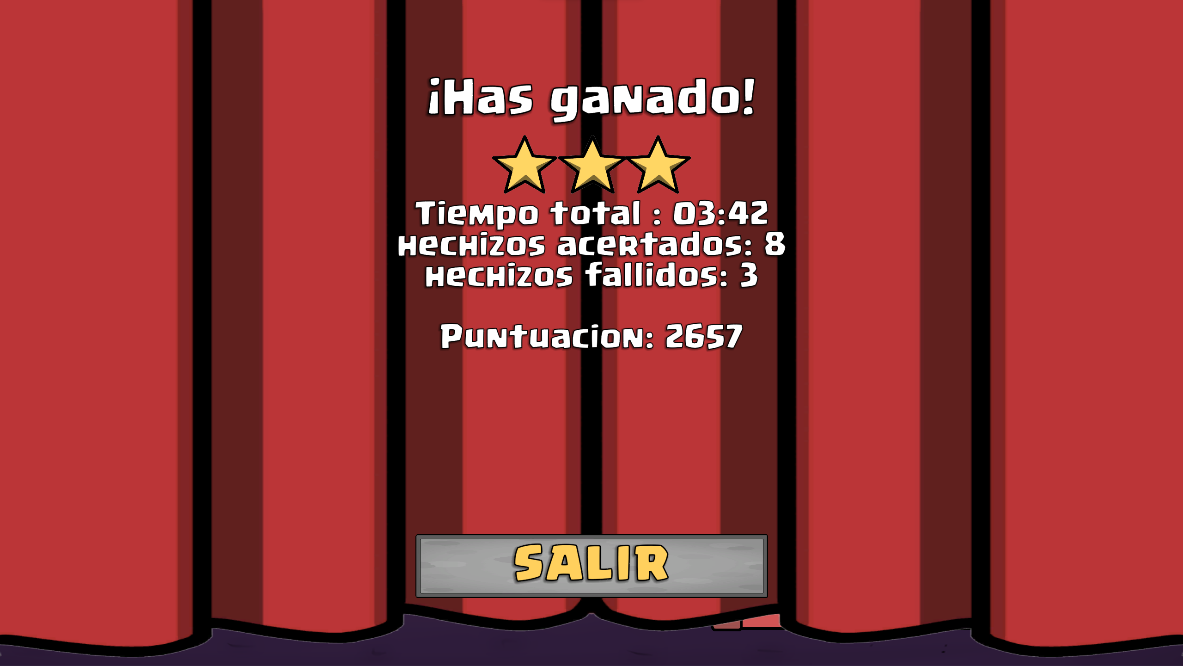 ¡Has ganado!
Tiempo total : 03:42
Hechizos acertados: 8
Hechizos fallidos: 3
Puntuacion: 2657
SALIR